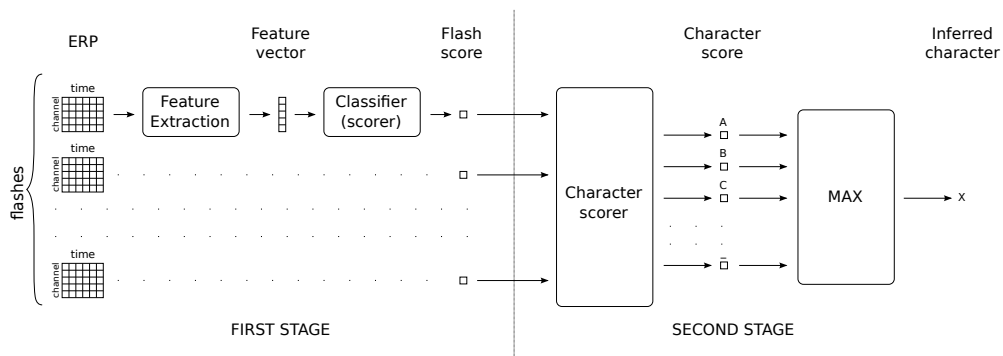 ERP
Feature
vector
Flash
score
Character
score
Inferred
character
flashes
time
channel
Feature
Extraction
Classifier
(scorer)
time
channel
time
channel
Character
scorer
A
B
C
_
MAX
X
FIRST STAGE
SECOND STAGE